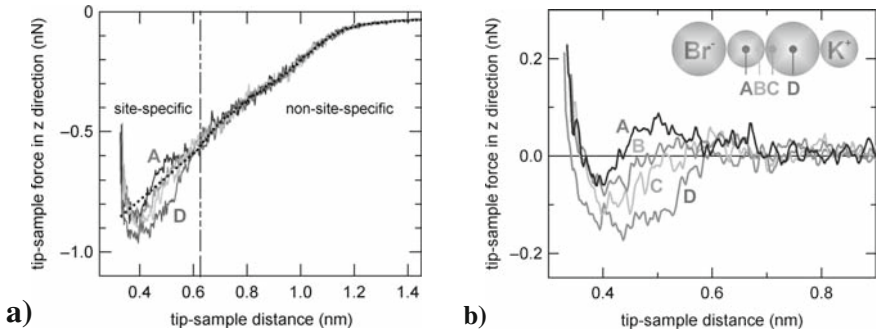 a)
tip-sample force in z direction (nN)
0.0
−0.5
−1.0
site-specific
non-site-specific
A
D
0.4 0.6 0.8 1.0 1.2 1.4
tip-sample distance (nm)
b)
tip-sample force in z direction (nN)
0.2
0.0
−0.2
Br-
K+
A B C D
A
B
C
D
0.4 0.6 0.8
tip-sample distance (nm)